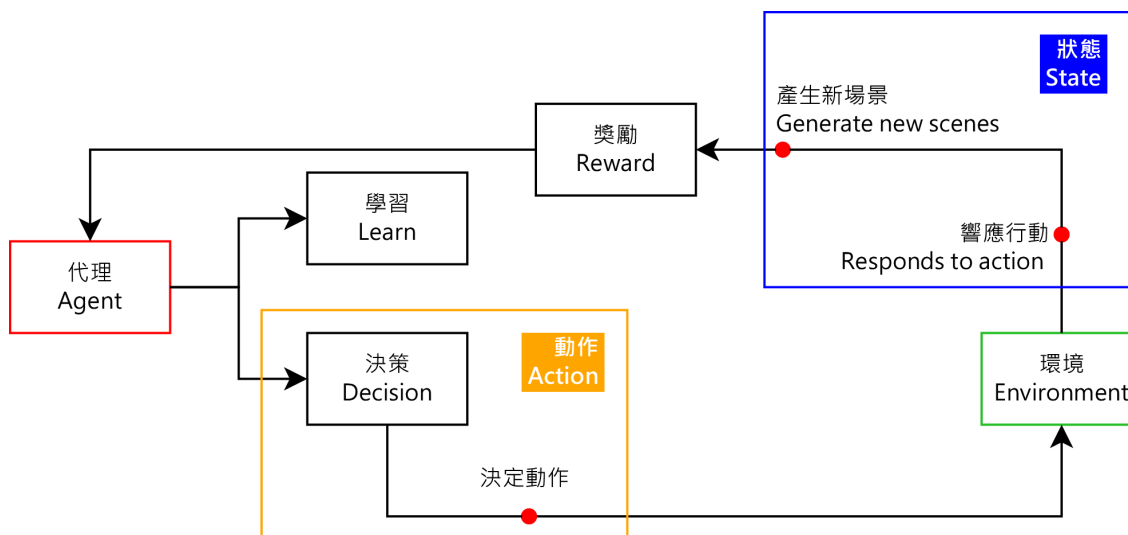 狀態
State
產生新場景
Generate new scenes
獎勵
Reward
學習
Learn
響應行動
Responds to action
代理
Agent
動作
Action
決策
Decision
環境
Environment
決定動作